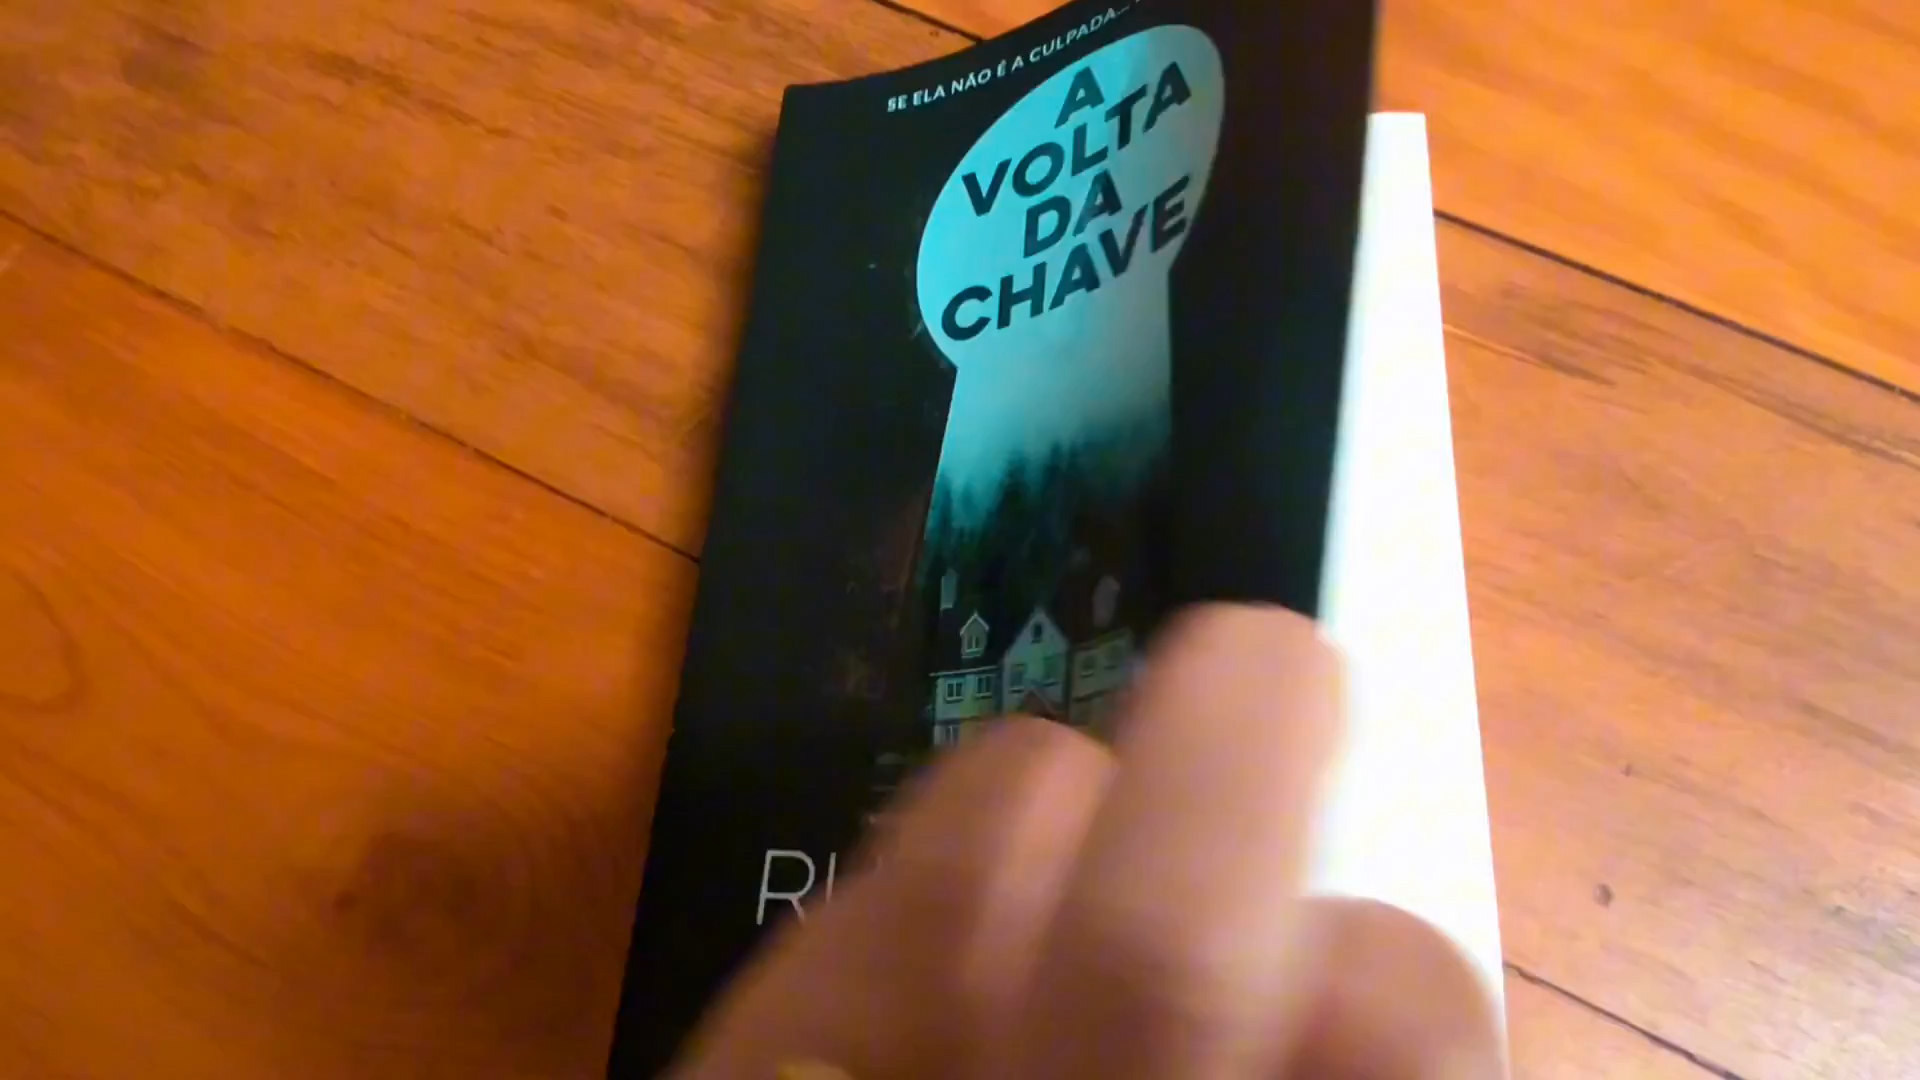 SE ELA NÃO É A CULPADA...
A
VOLTA
DA
CHAVE